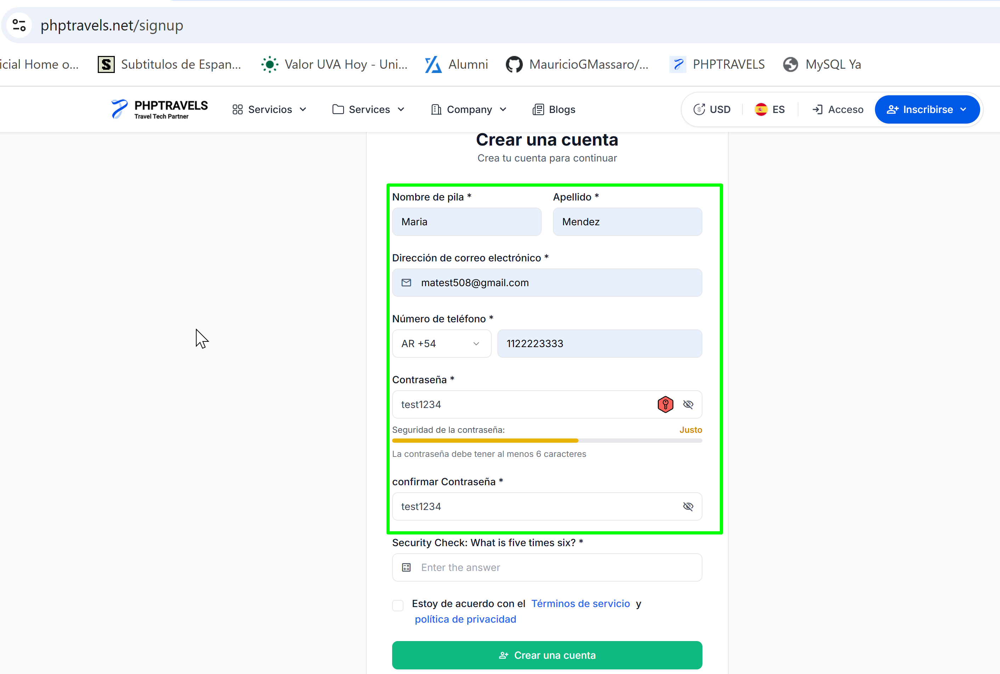 phptravels.net/signup
icial Home o...
Subtitulos de Espan...
Valor UVA Hoy - Uni...
Alumni
MauricioGMassaro/...
PHPTRAVELS
MySQL Ya
PHPTRAVELS
Travel Tech Partner
Servicios
Services
Company
Blogs
USD
ES
Acceso
Inscribirse
Crear una cuenta
Crea tu cuenta para continuar
Nombre de pila *
Apellido *
Maria
Mendez
Dirección de correo electrónico *
matest508@gmail.com
Número de teléfono *
AR +54
1122223333
Contraseña *
test1234
Seguridad de la contraseña:
Justo
La contraseña debe tener al menos 6 caracteres
confirmar Contraseña *
test1234
Security Check: What is five times six? *
Enter the answer
Estoy de acuerdo con el Términos de servicio y
política de privacidad
Crear una cuenta